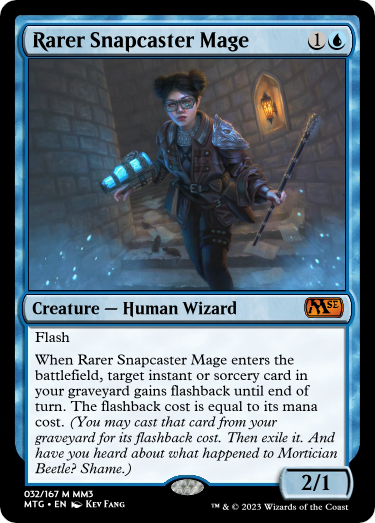 Rarer Snapcaster Mage 1
Creature — Human Wizard MSE
Flash
When Rarer Snapcaster Mage enters the
battlefield, target instant or sorcery card in
your graveyard gains flashback until end of
turn. The flashback cost is equal to its mana
cost. (You may cast that card from your
graveyard for its flashback cost. Then exile it. And
have you heard about what happened to Mortician
Beetle? Shame.)
2/1
032/167 M MM3
MTG • EN Kev Fang
™ & © 2023 Wizards of the Coast